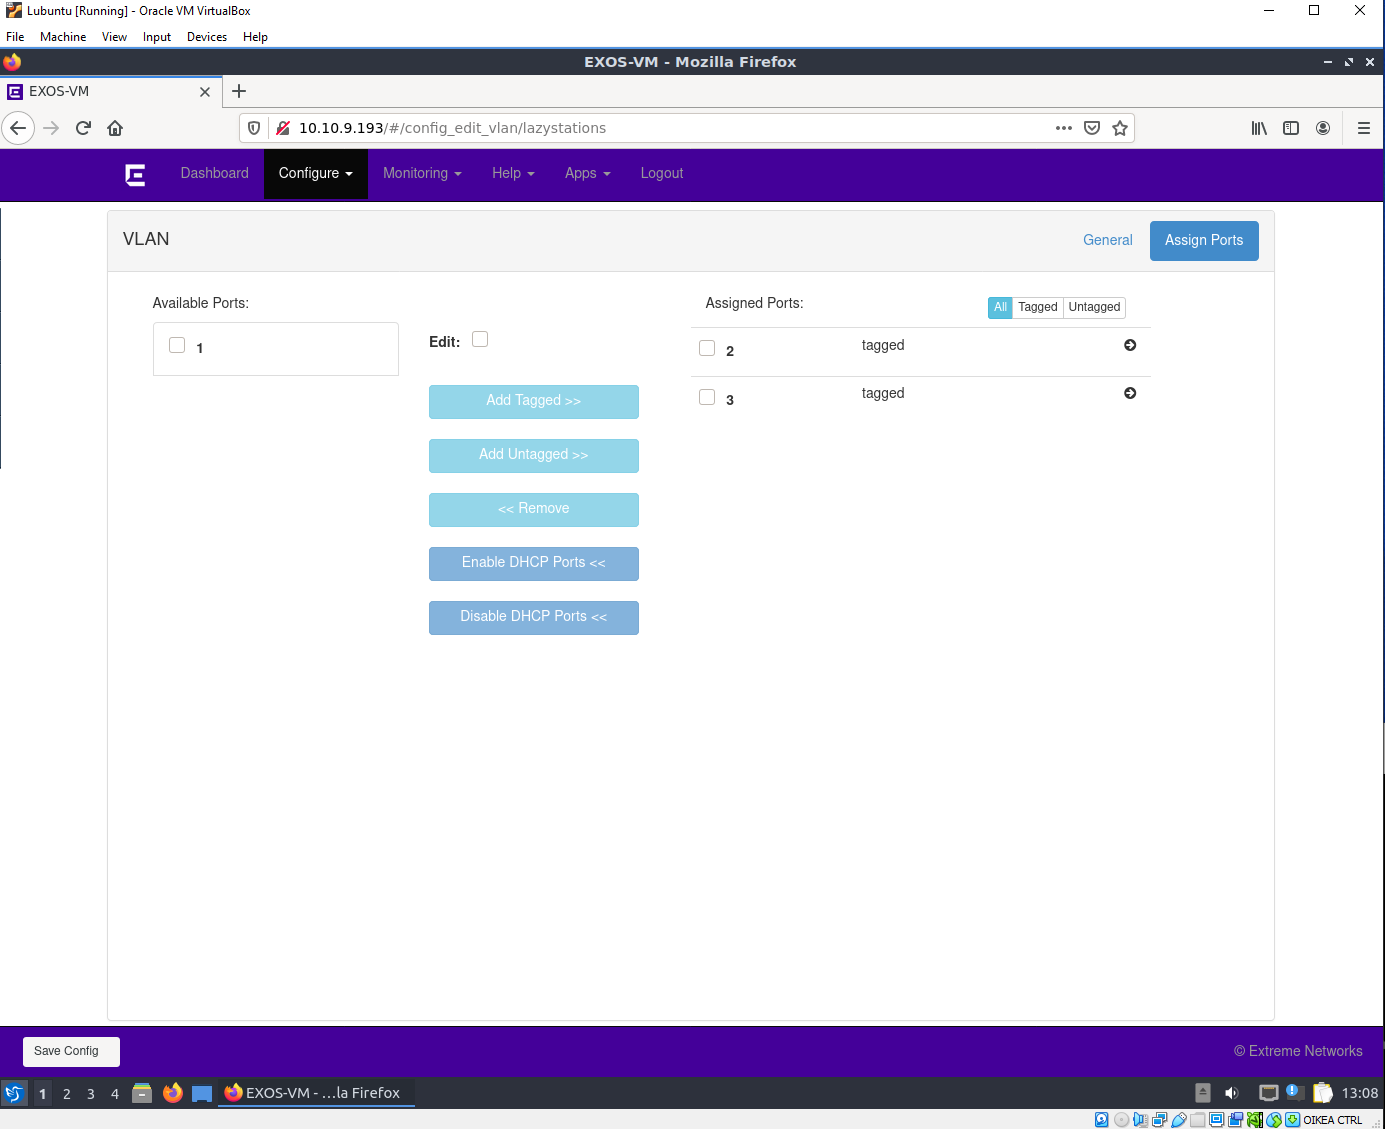 Lubuntu [Running] - Oracle VM VirtualBox
File Machine View Input Devices Help
EXOS-VM - Mozilla Firefox
EXOS-VM
10.10.9.193/#/config_edit_vlan/lazystations
Dashboard Configure Monitoring Help Apps Logout
VLAN General Assign Ports
Available Ports:
1
Edit:
Add Tagged >>
Add Untagged >>
<< Remove
Enable DHCP Ports <<
Disable DHCP Ports <<
Assigned Ports: All Tagged Untagged
2 tagged
3 tagged
Save Config © Extreme Networks
1 2 3 4 EXOS-VM - ...la Firefox 13:08
OIKEA CTRL